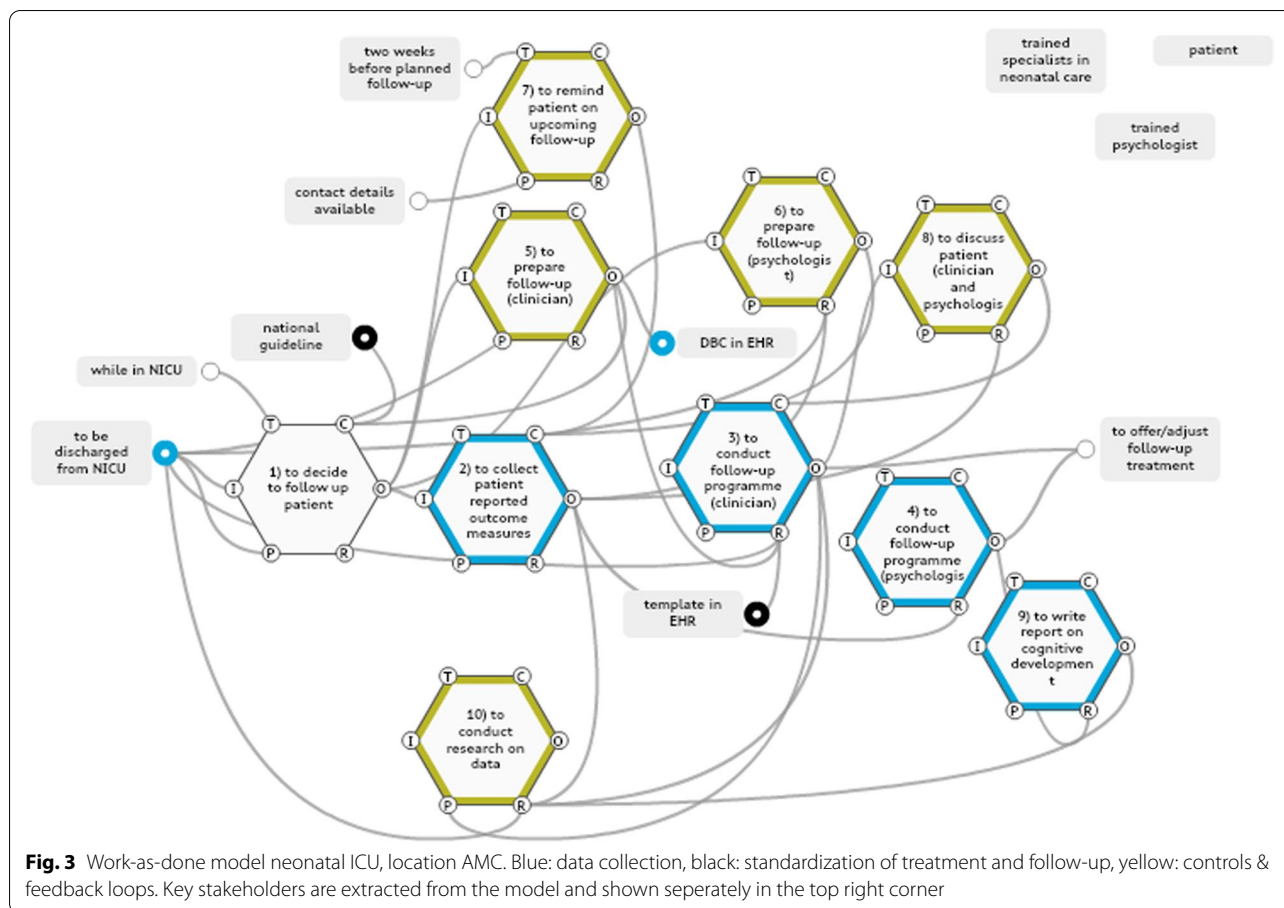 two weeks
before planned
follow-up
T
C
7) to remind
patient on
upcoming
follow-up
I
O
P
R
trained
specialists in
neonatal care
patient
trained
psychologist
contact details
available
T
C
5) to
prepare
follow-up
(clinician)
I
O
P
R
T
C
6) to
prepare
follow-up
(psychologis
t)
I
O
P
R
T
C
8) to discuss
patient
(clinician
and
psychologis
I
O
P
R
national
guideline
DBC in EHR
while in NICU
to be
discharged
from NICU
T
C
1) to decide
to follow up
patient
I
O
P
R
T
C
2) to collect
patient
reported
outcome
measures
I
O
P
R
T
C
3) to
conduct
follow-up
programme
(clinician)
I
O
P
R
to offer/adjust
follow-up
treatment
T
C
4) to
conduct
follow-up
programme
(psychologis
I
O
P
R
template in
EHR
T
C
9) to write
report on
cognitive
developmen
t
I
O
P
R
T
C
10) to
conduct
research on
data
I
O
P
R
Fig. 3 Work-as-done model neonatal ICU, location AMC. Blue: data collection, black: standardization of treatment and follow-up, yellow: controls &
feedback loops. Key stakeholders are extracted from the model and shown seperately in the top right corner